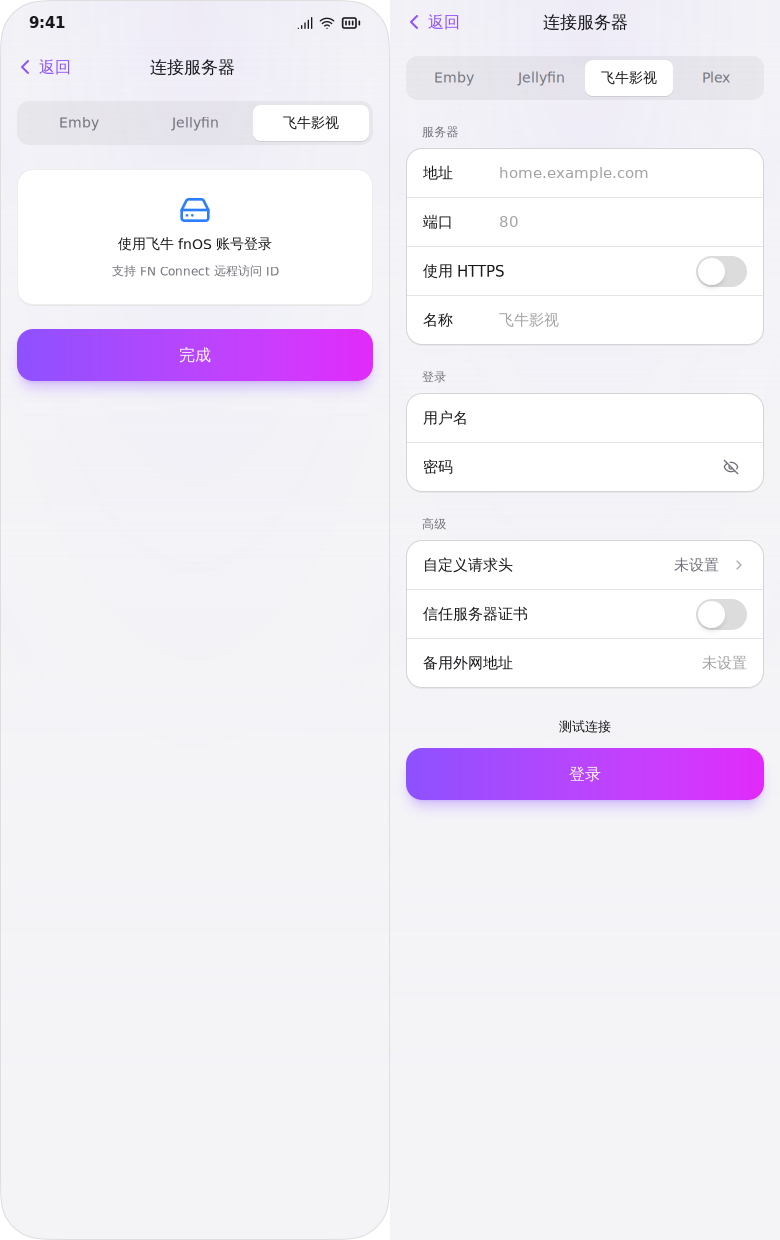 9:41
返回
连接服务器
Emby
Jellyfin
飞牛影视
使用飞牛 fnOS 账号登录
支持 FN Connect 远程访问 ID
完成
返回
连接服务器
Emby
Jellyfin
飞牛影视
Plex
服务器
地址
home.example.com
端口
80
使用 HTTPS
名称
飞牛影视
登录
用户名
密码
高级
自定义请求头
未设置
信任服务器证书
备用外网地址
未设置
测试连接
登录